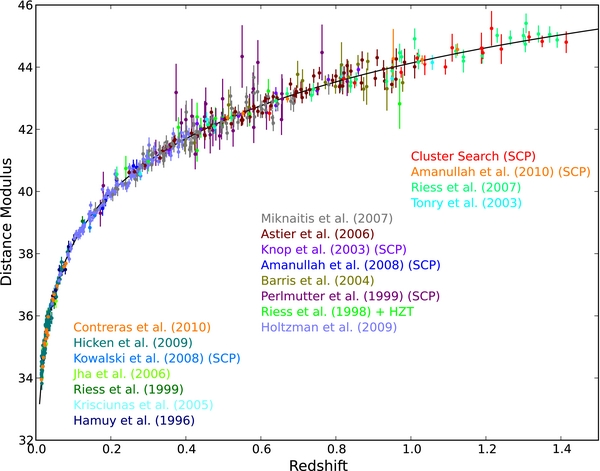 46
44
42
40
38
36
34
32
Distance Modulus
Cluster Search (SCP)
Amanullah et al. (2010) (SCP)
Riess et al. (2007)
Tonry et al. (2003)
Miknaitis et al. (2007)
Astier et al. (2006)
Knop et al. (2003) (SCP)
Amanullah et al. (2008) (SCP)
Barris et al. (2004)
Perlmutter et al. (1999) (SCP)
Riess et al. (1998) + HZT
Holtzman et al. (2009)
Contreras et al. (2010)
Hicken et al. (2009)
Kowalski et al. (2008) (SCP)
Jha et al. (2006)
Riess et al. (1999)
Krisciunas et al. (2005)
Hamuy et al. (1996)
0.0 0.2 0.4 0.6 0.8 1.0 1.2 1.4
Redshift